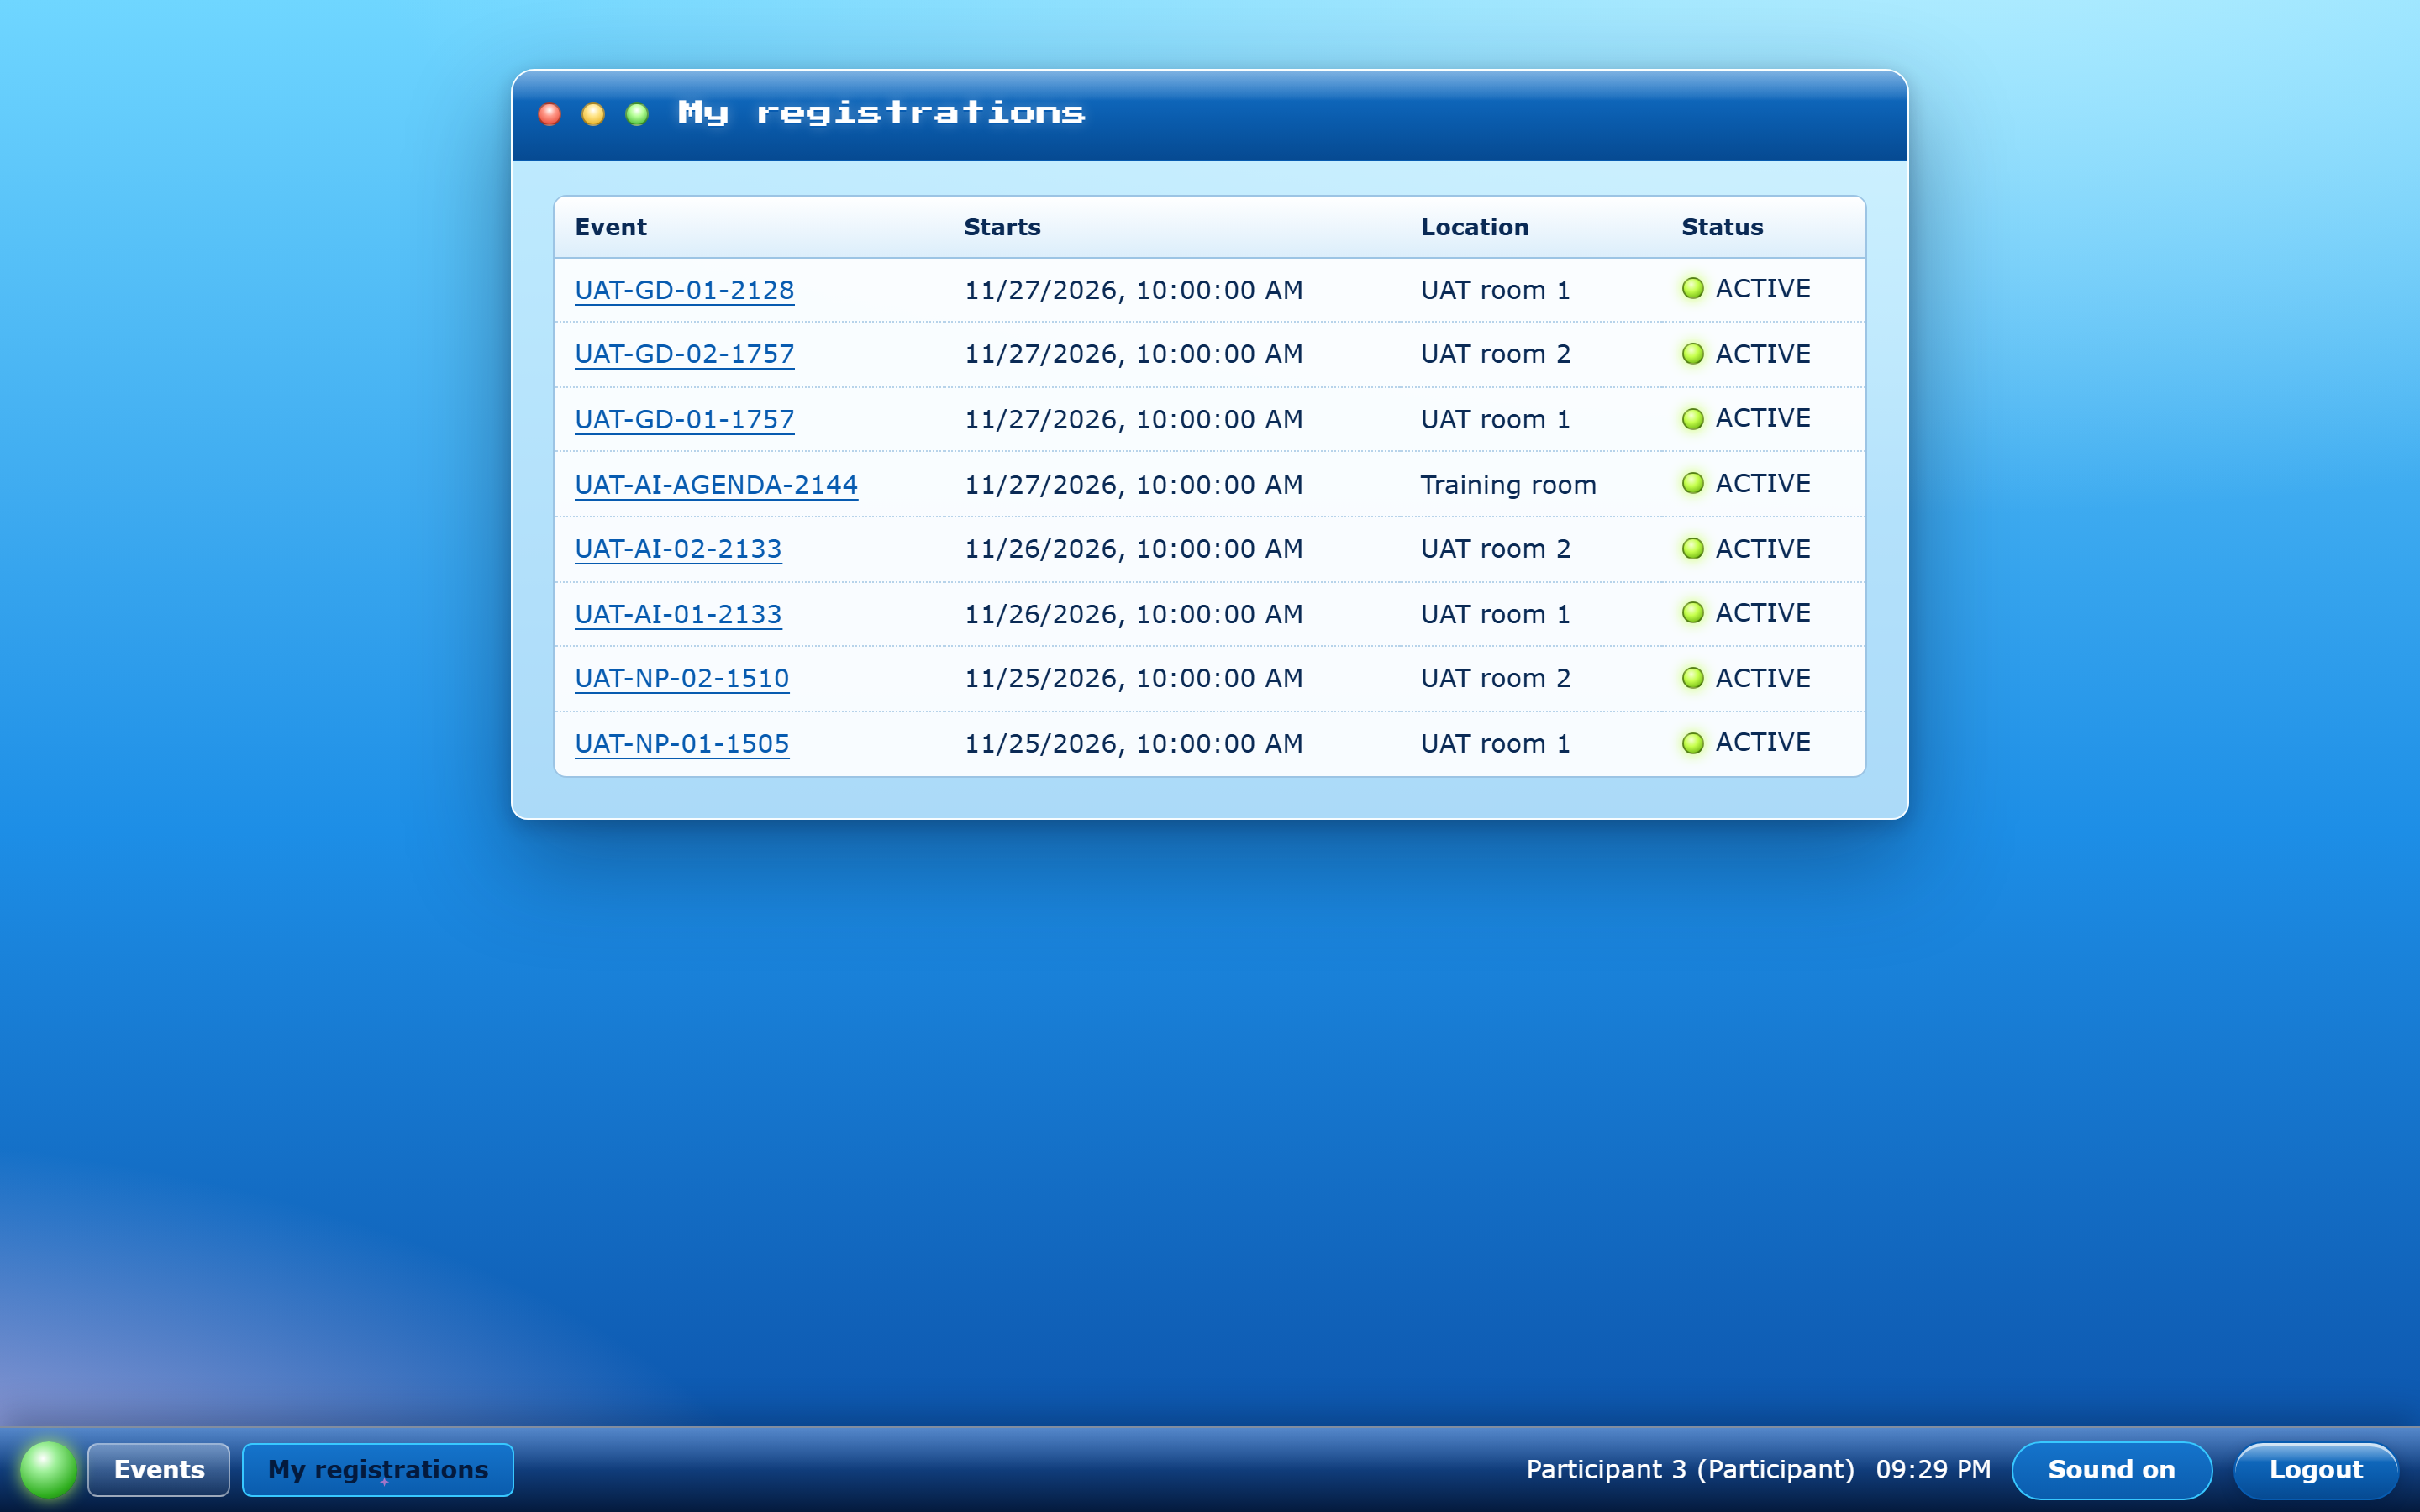 My registrations
Event Starts Location Status
UAT-GD-01-2128 11/27/2026, 10:00:00 AM UAT room 1 ACTIVE
UAT-GD-02-1757 11/27/2026, 10:00:00 AM UAT room 2 ACTIVE
UAT-GD-01-1757 11/27/2026, 10:00:00 AM UAT room 1 ACTIVE
UAT-AI-AGENDA-2144 11/27/2026, 10:00:00 AM Training room ACTIVE
UAT-AI-02-2133 11/26/2026, 10:00:00 AM UAT room 2 ACTIVE
UAT-AI-01-2133 11/26/2026, 10:00:00 AM UAT room 1 ACTIVE
UAT-NP-02-1510 11/25/2026, 10:00:00 AM UAT room 2 ACTIVE
UAT-NP-01-1505 11/25/2026, 10:00:00 AM UAT room 1 ACTIVE
Events My registrations Participant 3 (Participant) 09:29 PM Sound on Logout